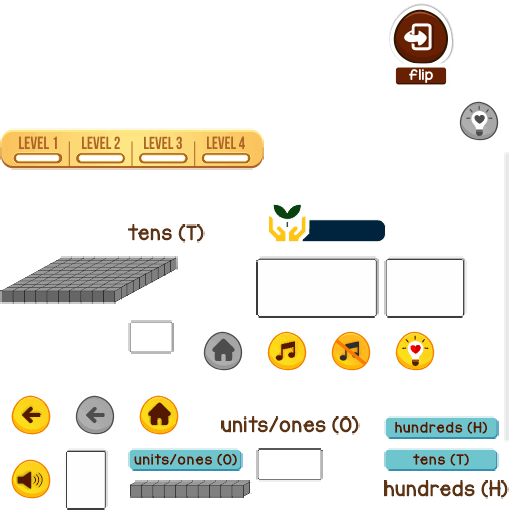 flip
LEVEL 1 LEVEL 2 LEVEL 3 LEVEL 4
tens (T)
units/ones (O)
hundreds (H)
units/ones (O)
tens (T)
hundreds (H)